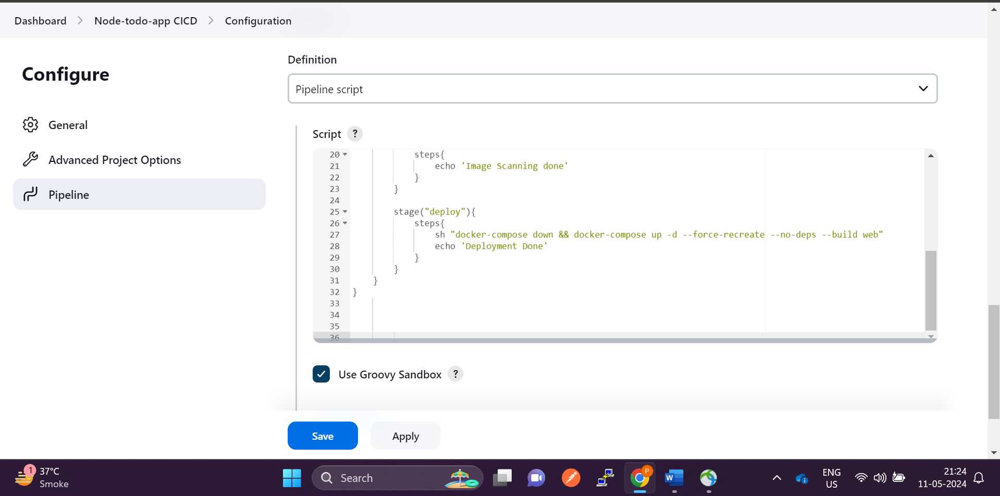 Dashboard > Node-todo-app CICD > Configuration
Configure
General
Advanced Project Options
Pipeline
Definition
Pipeline script
Script ?
20 steps{
21 echo 'Image Scanning done'
22 }
23 }
24
25 stage("deploy"){
26 steps{
27 sh "docker-compose down && docker-compose up -d --force-recreate --no-deps --build web"
28 echo 'Deployment Done'
29 }
30 }
31 }
32 }
33
34
35
36
Use Groovy Sandbox ?
Save Apply
1 37°C
Smoke
Search
P
W
ENG
US
21:24
11-05-2024